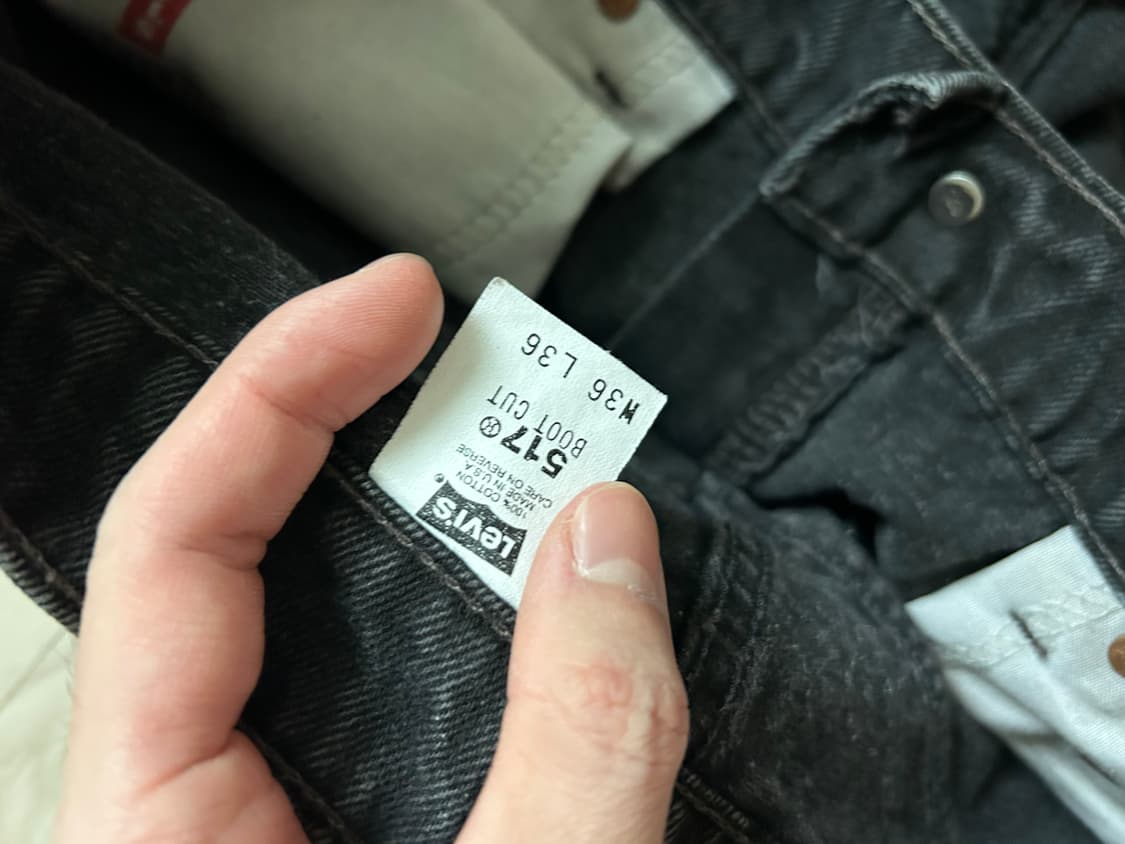 LEVI'S®
100% COTTON
MADE IN U.S.A.
CARE ON REVERSE
517®
BOOT CUT
W36 L36